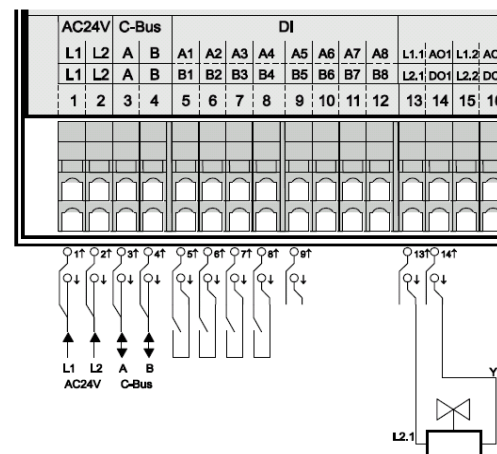 AC24V C-Bus DI
L1 L2 A B A1 A2 A3 A4 A5 A6 A7 A8 L1.1 AO1 L1.2
L1 L2 A B B1 B2 B3 B4 B5 B6 B7 B8 L2.1 DO1 L2.2
1 2 3 4 5 6 7 8 9 10 11 12 13 14 15
1↑ 2↑ 3↑ 4↑ 5↑ 6↑ 7↑ 8↑ 9↑ 13↑ 14↑
↓ ↓ ↓ ↓ ↓ ↓ ↓ ↓ ↓ ↓ ↓
L1 L2 A B
AC24V C-Bus
Y
L2.1